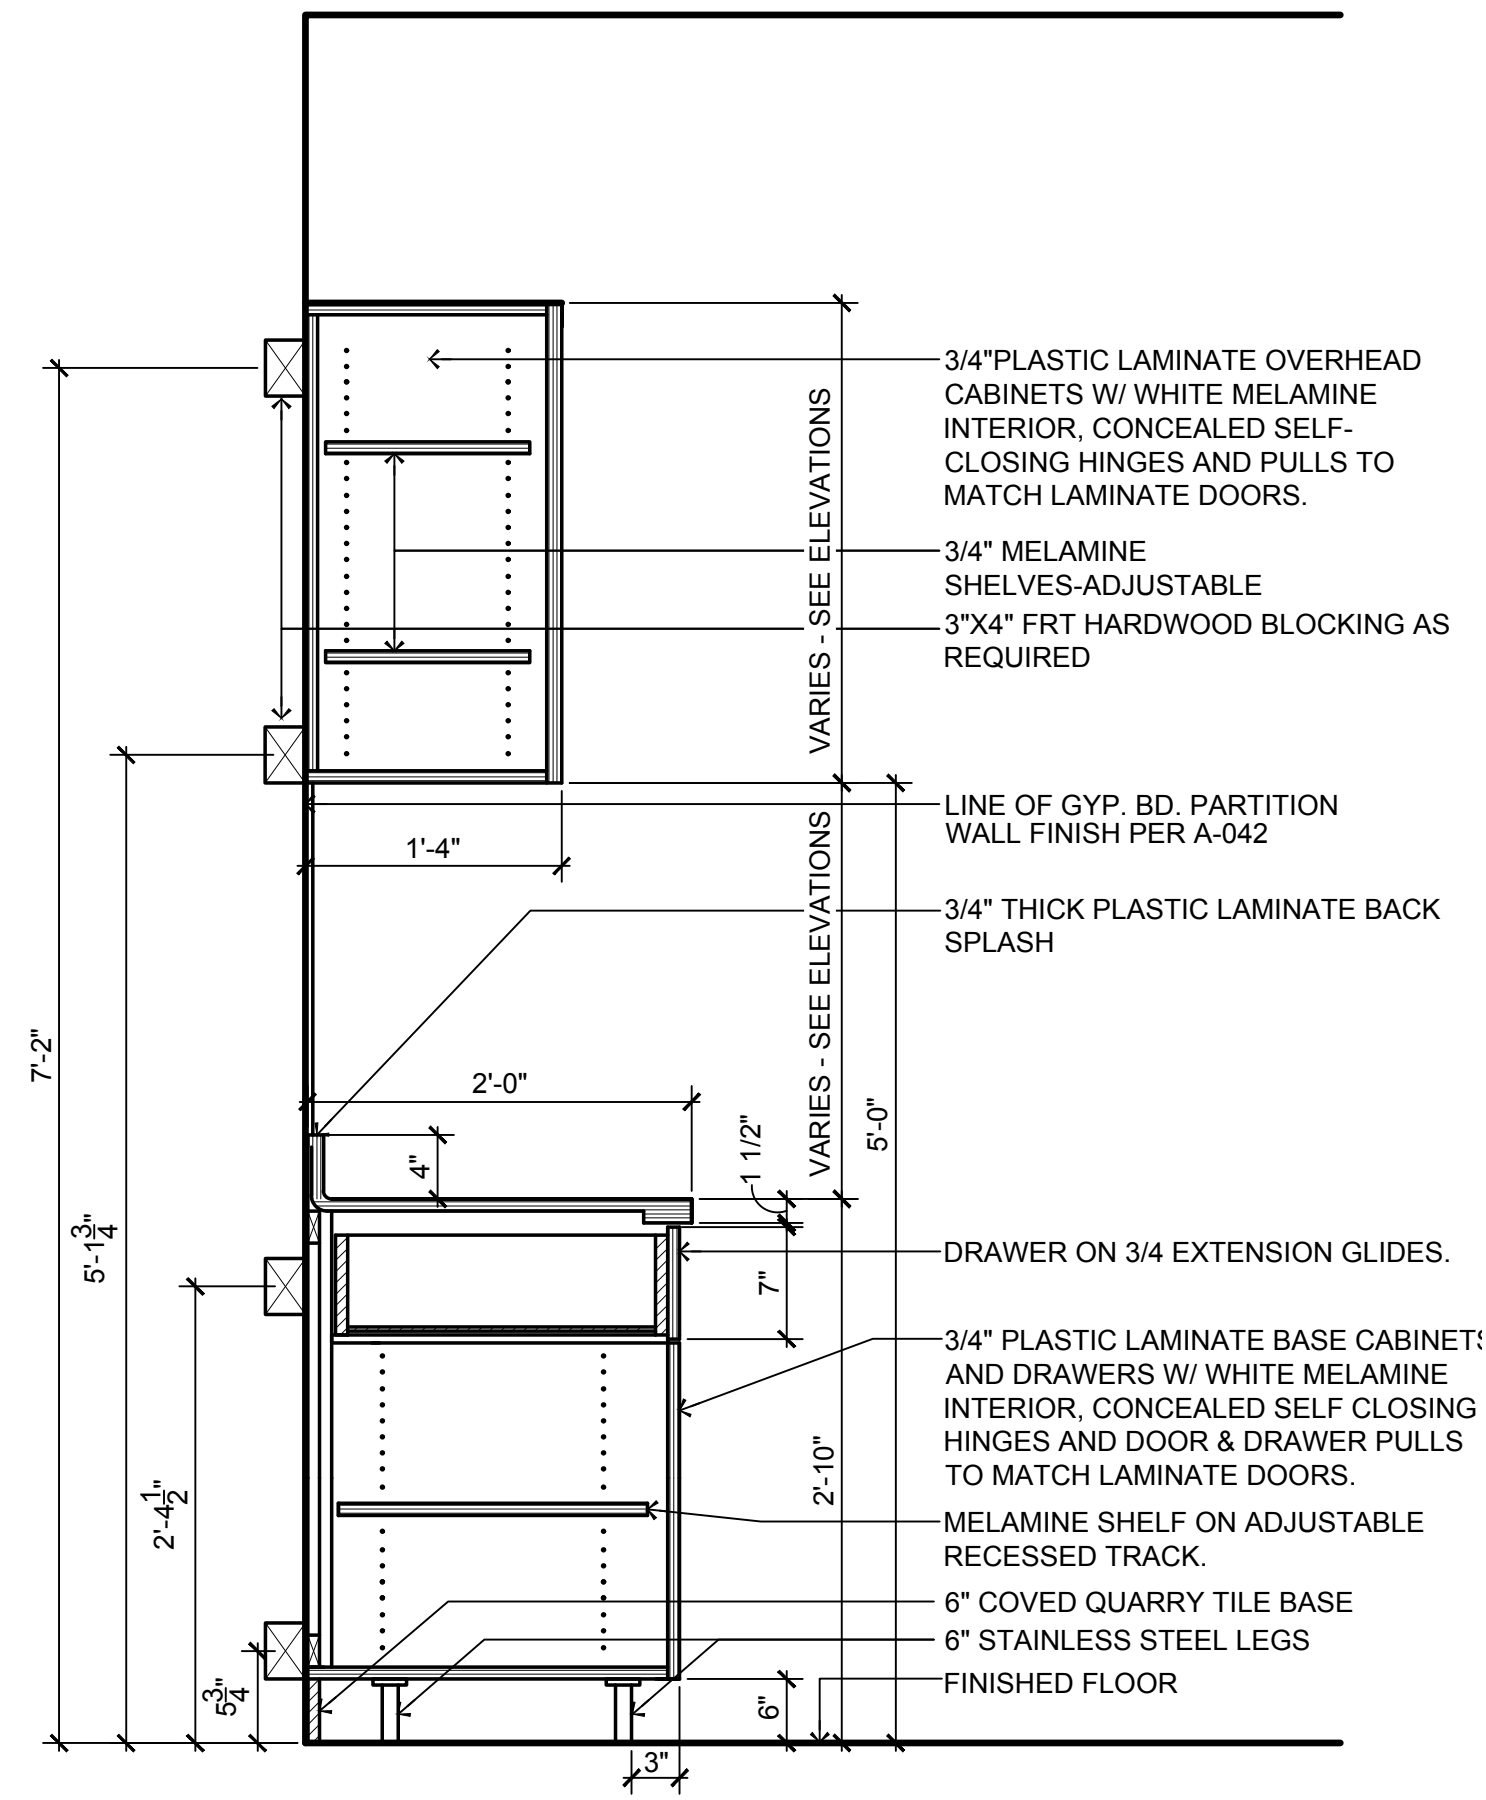 3/4"PLASTIC LAMINATE OVERHEAD
CABINETS W/ WHITE MELAMINE
INTERIOR, CONCEALED SELF-
CLOSING HINGES AND PULLS TO
MATCH LAMINATE DOORS.
3/4" MELAMINE
SHELVES-ADJUSTABLE
3"X4" FRT HARDWOOD BLOCKING AS
REQUIRED
VARIES - SEE ELEVATIONS
LINE OF GYP. BD. PARTITION
WALL FINISH PER A-042
1'-4"
VARIES - SEE ELEVATIONS
3/4" THICK PLASTIC LAMINATE BACK
SPLASH
7'-2"
2'-0"
5'-0"
1 1/2"
4"
5'-1 3/4"
DRAWER ON 3/4 EXTENSION GLIDES.
7"
3/4" PLASTIC LAMINATE BASE CABINETS
AND DRAWERS W/ WHITE MELAMINE
INTERIOR, CONCEALED SELF CLOSING
HINGES AND DOOR & DRAWER PULLS
TO MATCH LAMINATE DOORS.
2'-10"
2'-4 1/2"
MELAMINE SHELF ON ADJUSTABLE
RECESSED TRACK.
6" COVED QUARRY TILE BASE
6" STAINLESS STEEL LEGS
FINISHED FLOOR
5 3/4"
6"
3"